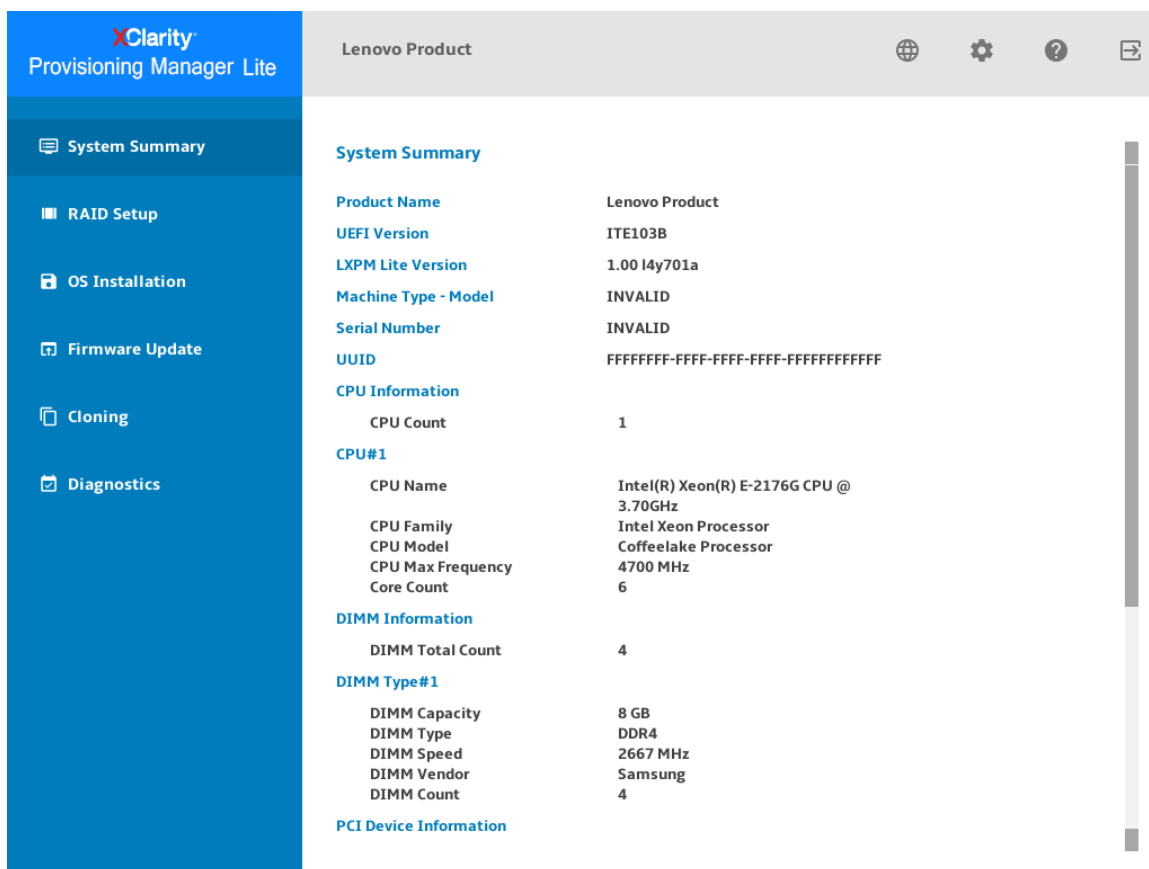 XClarity
Provisioning Manager Lite
Lenovo Product
System Summary
RAID Setup
OS Installation
Firmware Update
Cloning
Diagnostics
System Summary
Product Name Lenovo Product
UEFI Version ITE103B
LXPM Lite Version 1.00 l4y701a
Machine Type - Model INVALID
Serial Number INVALID
UUID FFFFFFFF-FFFF-FFFF-FFFF-FFFFFFFFFFFF
CPU Information
CPU Count 1
CPU#1
CPU Name Intel(R) Xeon(R) E-2176G CPU @
3.70GHz
CPU Family Intel Xeon Processor
CPU Model Coffeelake Processor
CPU Max Frequency 4700 MHz
Core Count 6
DIMM Information
DIMM Total Count 4
DIMM Type#1
DIMM Capacity 8 GB
DIMM Type DDR4
DIMM Speed 2667 MHz
DIMM Vendor Samsung
DIMM Count 4
PCI Device Information